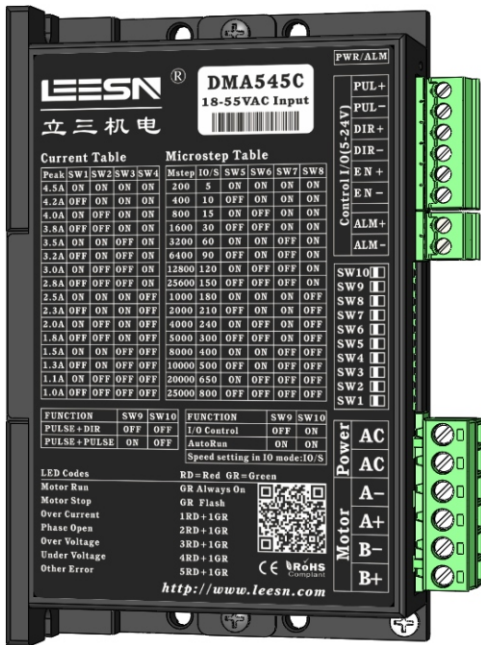 PWR/ALM
LEESN ®
立三机电
DMA545C
18-55VAC Input
Current Table
Peak SW1 SW2 SW3 SW4
4.5A ON ON ON ON
4.2A OFF ON ON ON
4.0A ON OFF ON ON
3.8A OFF OFF ON ON
3.5A ON ON OFF ON
3.2A OFF ON OFF ON
3.0A ON OFF OFF ON
2.8A OFF OFF OFF ON
2.5A ON ON ON OFF
2.3A OFF ON ON OFF
2.0A ON OFF ON OFF
1.8A OFF OFF ON OFF
1.5A ON ON OFF OFF
1.3A OFF ON OFF OFF
1.1A ON OFF OFF OFF
1.0A OFF OFF OFF OFF
Microstep Table
Mstep IO/S SW5 SW6 SW7 SW8
200 5 ON ON ON ON
400 10 OFF ON ON ON
800 15 ON OFF ON ON
1600 30 OFF OFF ON ON
3200 60 ON ON OFF ON
6400 90 OFF ON OFF ON
12800 120 ON OFF OFF ON
25600 150 OFF OFF OFF ON
1000 180 ON ON ON OFF
2000 210 OFF ON ON OFF
4000 240 ON OFF ON OFF
5000 300 OFF OFF ON OFF
8000 400 ON ON OFF OFF
10000 500 OFF ON OFF OFF
20000 650 ON OFF OFF OFF
25000 800 OFF OFF OFF OFF
FUNCTION SW9 SW10
PULSE+DIR OFF OFF
PULSE+PULSE ON OFF
FUNCTION SW9 SW10
I/O Control OFF ON
AutoRun ON ON
Speed setting in IO mode:IO/S
LED Codes RD=Red GR=Green
Motor Run GR Always On
Motor Stop GR Flash
Over Current 1RD+1GR
Phase Open 2RD+1GR
Over Voltage 3RD+1GR
Under Voltage 4RD+1GR
Other Error 5RD+1GR
CE RoHS
Compliant
http://www.leesn.com
Control I/O(5-24V)
PUL+
PUL-
DIR+
DIR-
EN+
EN-
ALM+
ALM-
SW10
SW9
SW8
SW7
SW6
SW5
SW4
SW3
SW2
SW1
Power
AC
AC
Motor
A-
A+
B-
B+